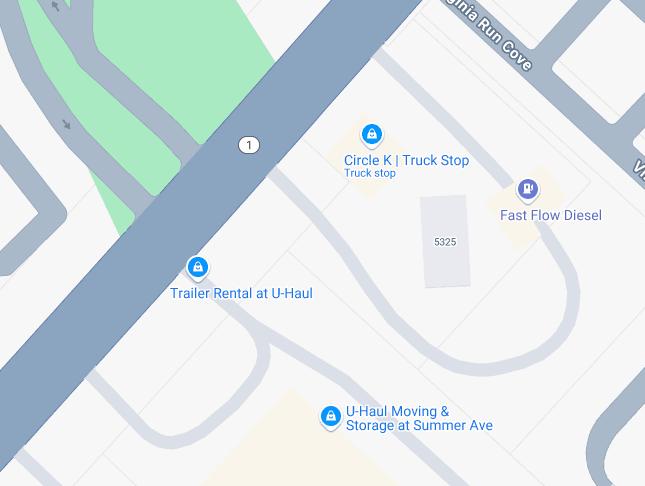 ginia Run Cove
1
Circle K | Truck Stop
Truck stop
Fast Flow Diesel
5325
Trailer Rental at U-Haul
U-Haul Moving &
Storage at Summer Ave